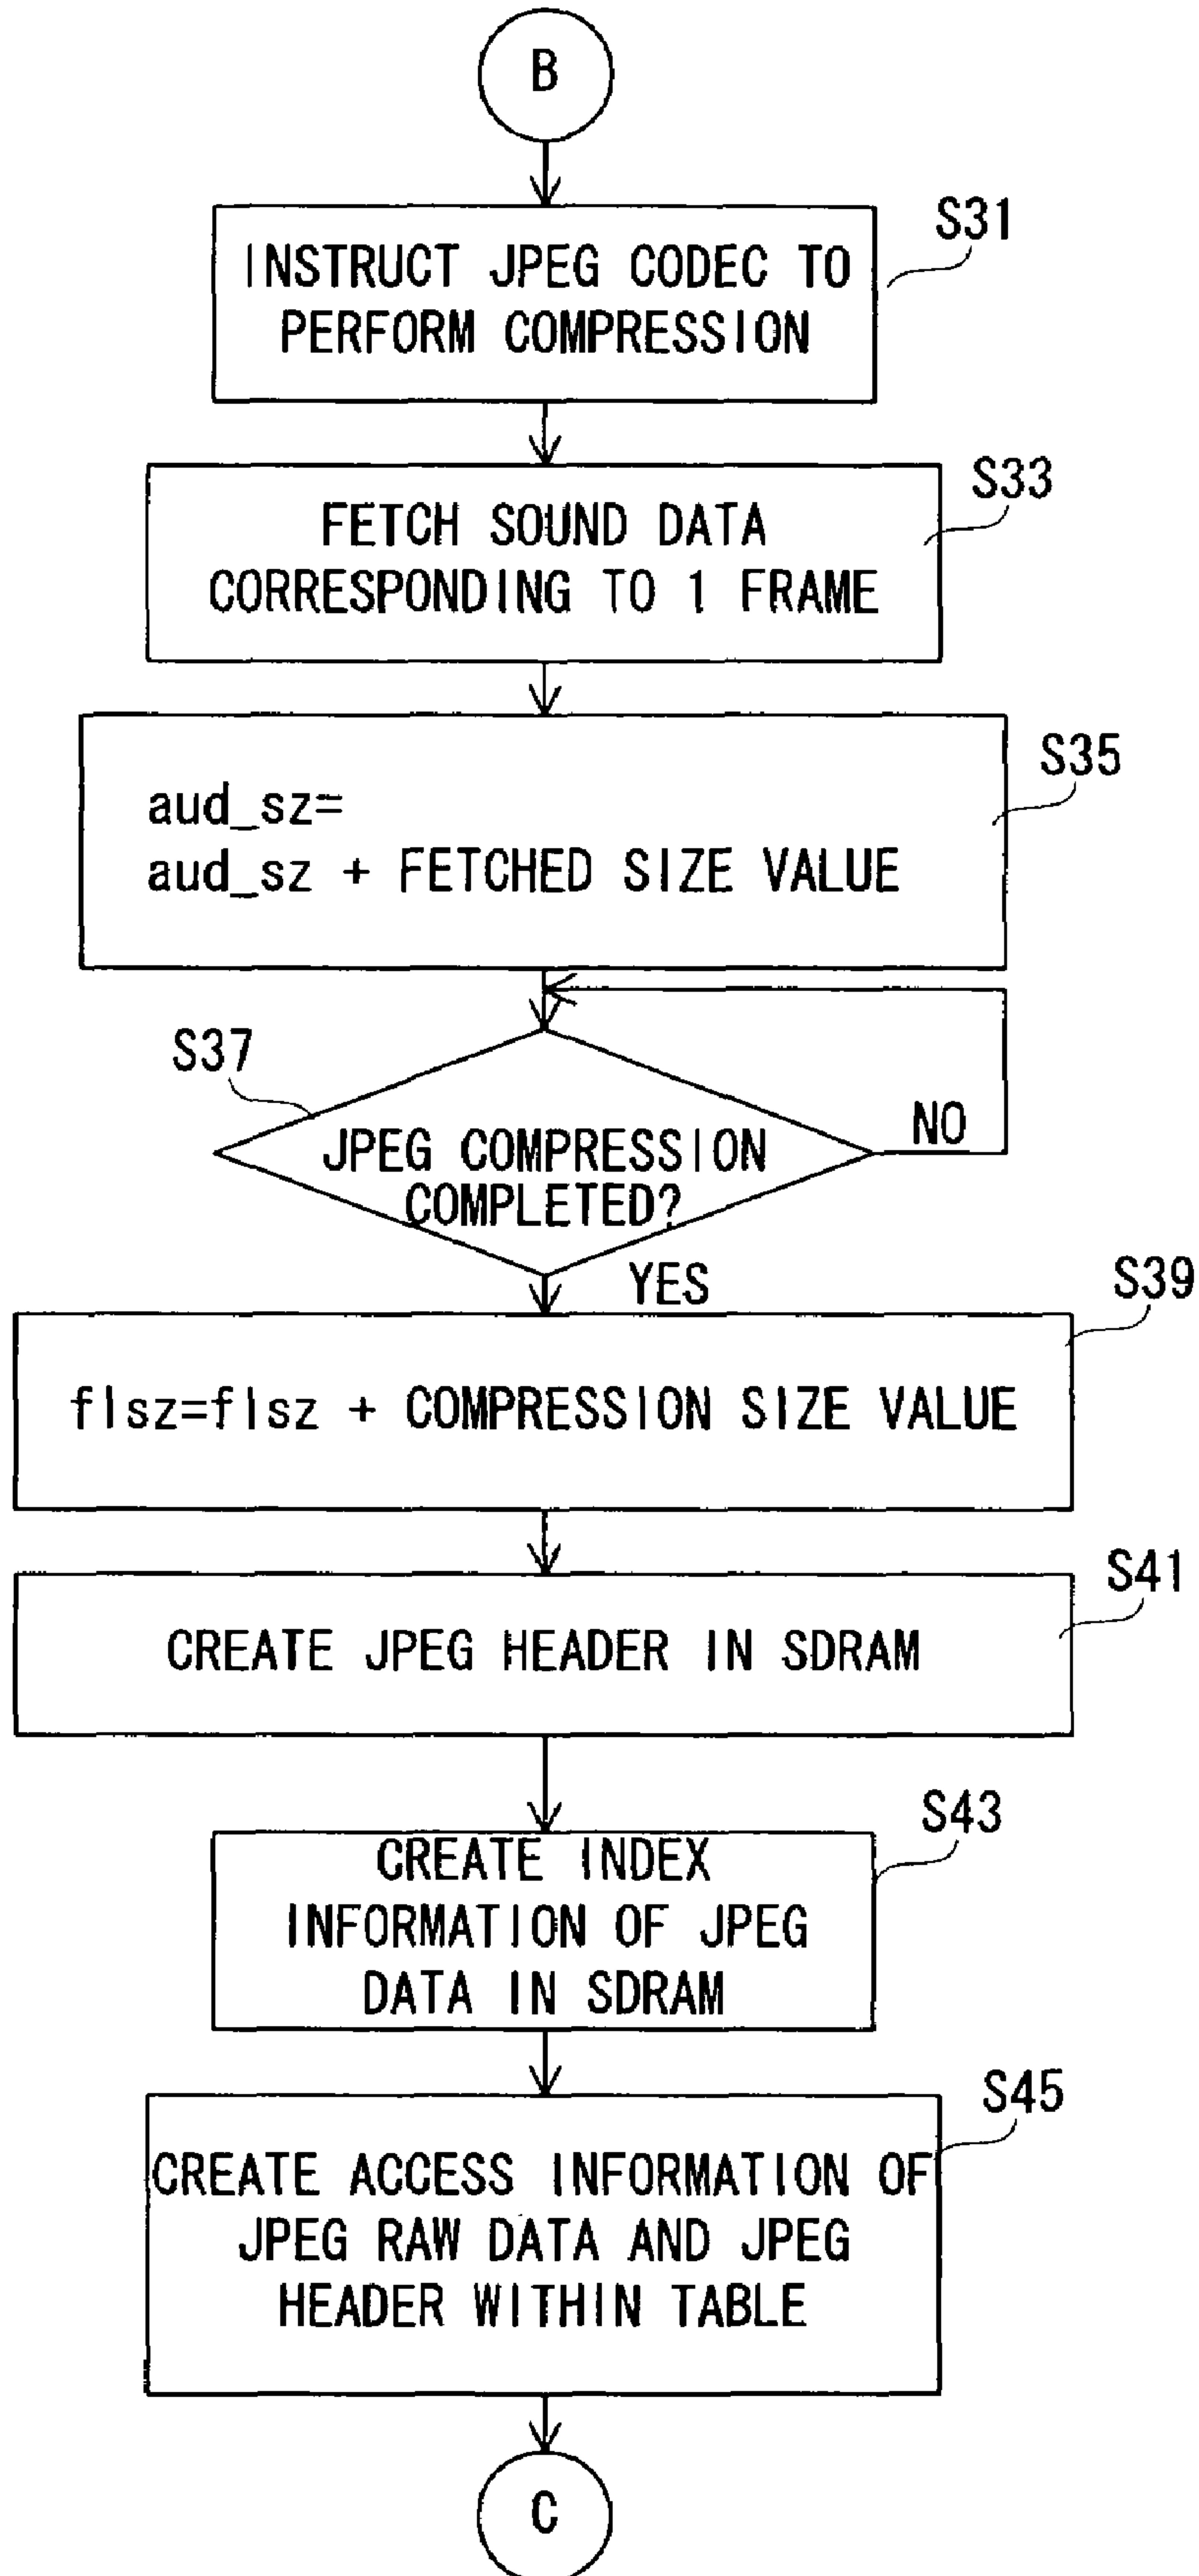 B
S31
INSTRUCT JPEG CODEC TO
PERFORM COMPRESSION
S33
FETCH SOUND DATA
CORRESPONDING TO 1 FRAME
S35
aud_sz=
aud_sz + FETCHED SIZE VALUE
S37
JPEG COMPRESSION
COMPLETED?
NO
YES
S39
flsz=flsz + COMPRESSION SIZE VALUE
S41
CREATE JPEG HEADER IN SDRAM
S43
CREATE INDEX
INFORMATION OF JPEG
DATA IN SDRAM
S45
CREATE ACCESS INFORMATION OF
JPEG RAW DATA AND JPEG
HEADER WITHIN TABLE
C